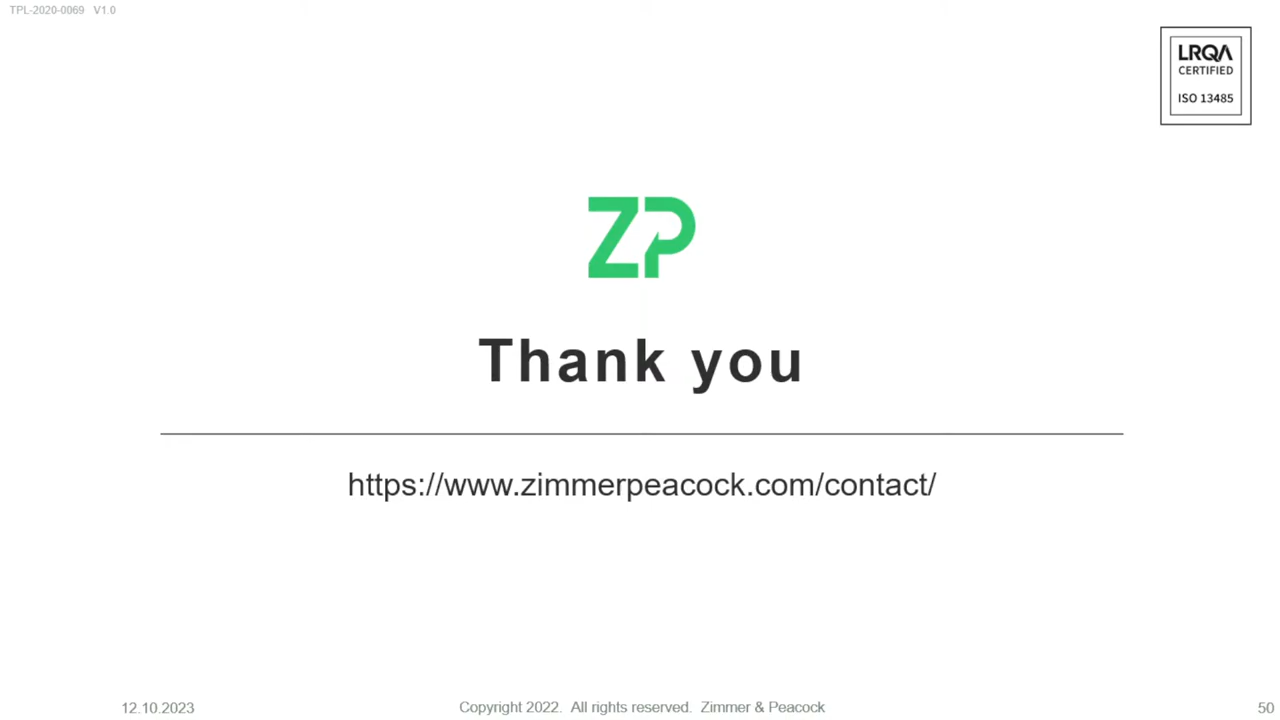 TPL-2020-0069 V1.0
LRQA
CERTIFIED
ISO 13485
ZP
Thank you
https://www.zimmerpeacock.com/contact/
12.10.2023
Copyright 2022. All rights reserved. Zimmer & Peacock
50